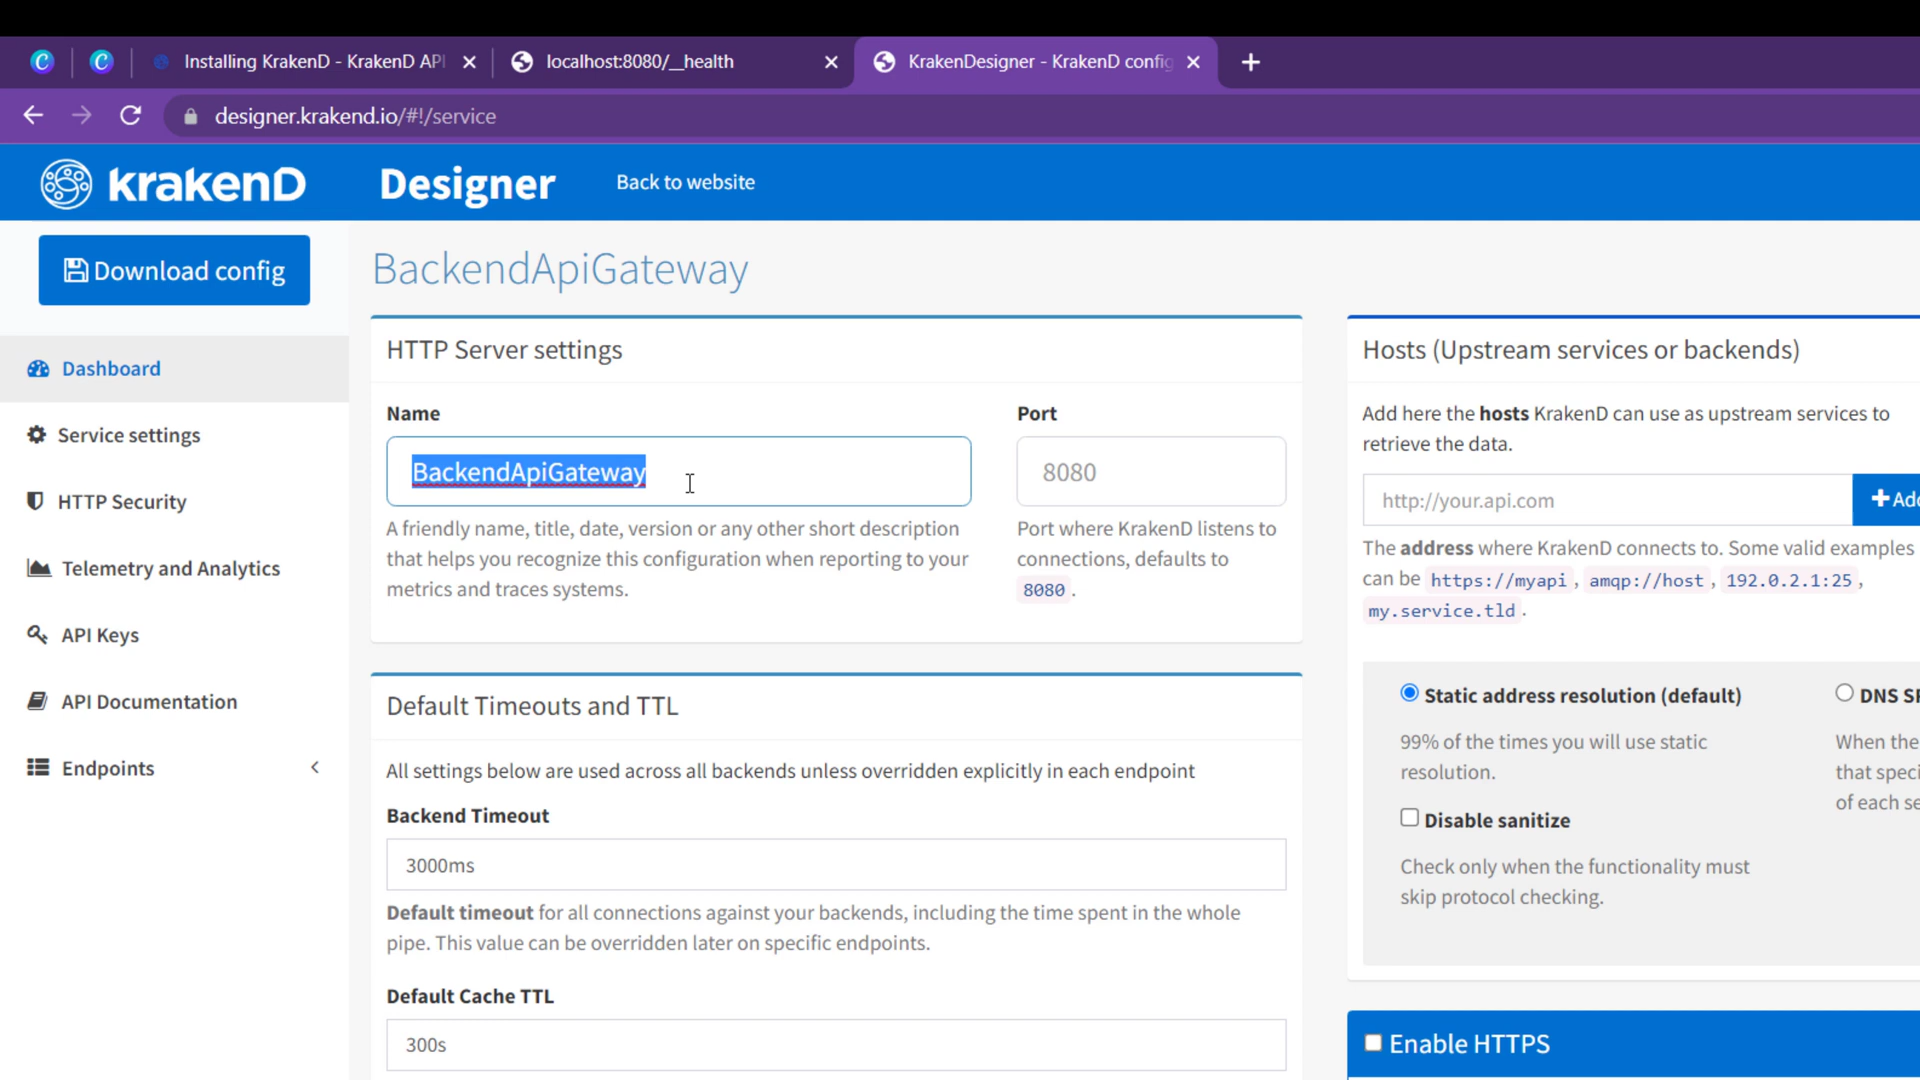 Installing KrakenD - KrakenD API
localhost:8080/__health
KrakenDesigner - KrakenD config
designer.krakend.io/#!/service
krakenD
Designer
Back to website
Download config
Dashboard
Service settings
HTTP Security
Telemetry and Analytics
API Keys
API Documentation
Endpoints
BackendApiGateway
HTTP Server settings
Name
Port
BackendApiGateway
8080
A friendly name, title, date, version or any other short description
that helps you recognize this configuration when reporting to your
metrics and traces systems.
Port where KrakenD listens to
connections, defaults to
8080 .
Default Timeouts and TTL
All settings below are used across all backends unless overridden explicitly in each endpoint
Backend Timeout
3000ms
Default timeout for all connections against your backends, including the time spent in the whole
pipe. This value can be overridden later on specific endpoints.
Default Cache TTL
300s
Hosts (Upstream services or backends)
Add here the hosts KrakenD can use as upstream services to
retrieve the data.
http://your.api.com
The address where KrakenD connects to. Some valid examples
can be https://myapi , amqp://host , 192.0.2.1:25 ,
my.service.tld .
Static address resolution (default)
99% of the times you will use static
resolution.
Disable sanitize
Check only when the functionality must
skip protocol checking.
DNS
When the
that
of each
Enable HTTPS